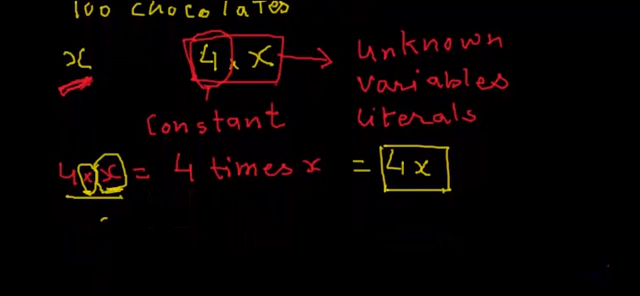 100 chocolates
x 4.x → unknown
variables
constant literals
4 × x = 4 times x = 4x